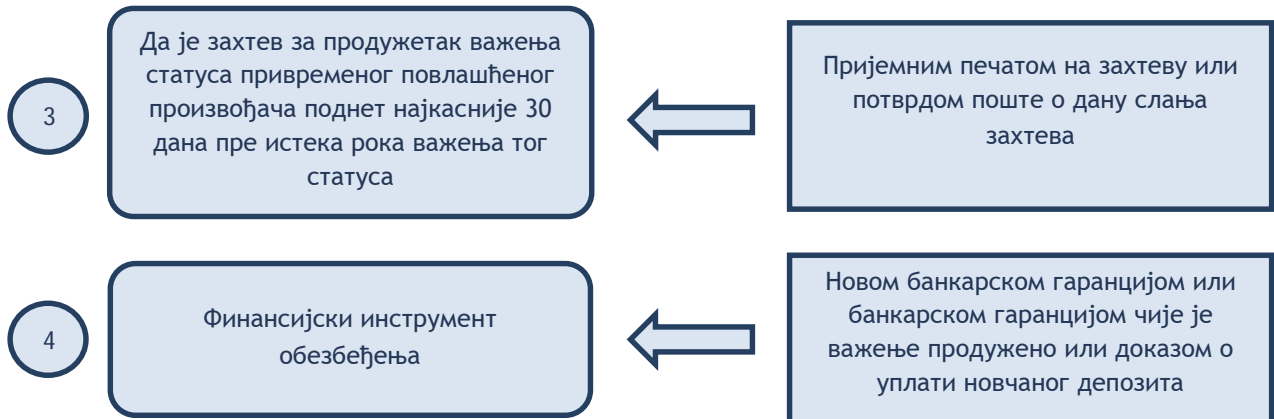 3
Да је захтев за продужетак важења
статуса привременог повлашћеног
произвођача поднет најкасније 30
дана пре истека рока важења тог
статуса
Пријемним печатом на захтеву или
потврдом поште о дану слања
захтева
4
Финансијски инструмент
обезбеђења
Новом банкарском гаранцијом или
банкарском гаранцијом чије је
важење продужено или доказом о
уплати новчаног депозита